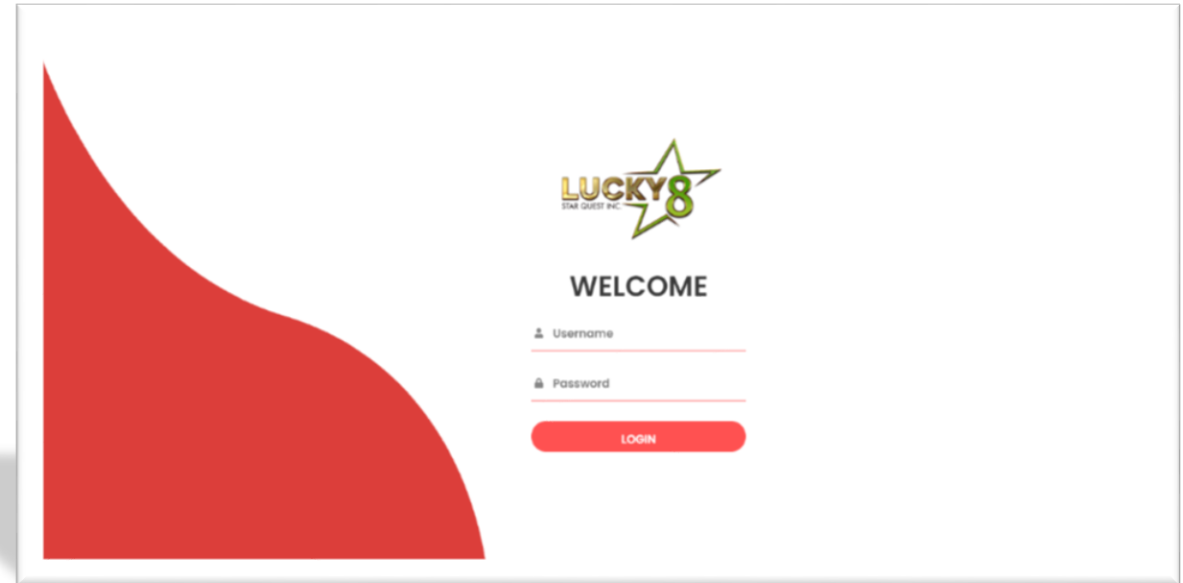 LUCKY8
STAR QUEST INC.
WELCOME
Username
Password
LOGIN